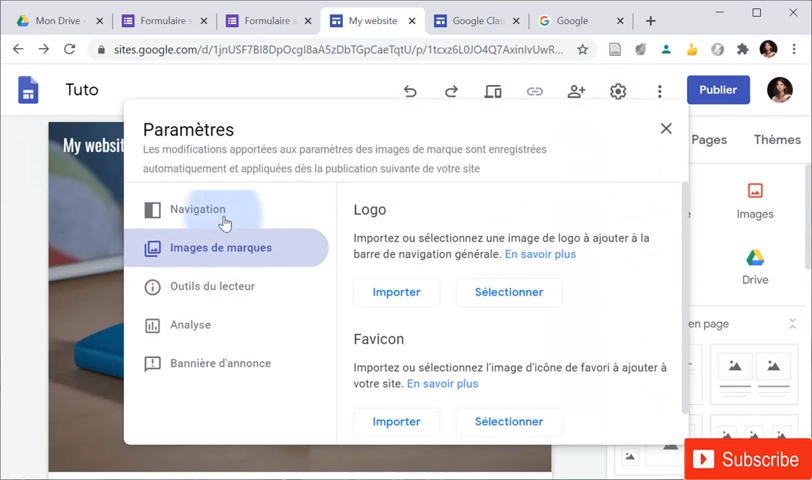 Mon Drive -
Formulaire s
Formulaire s
My website
Google Clas
Google
sites.google.com/d/1jnUSF7BI8DpOcgI8aA5zDbTGpCaeTqtU/p/1tcxz6L0JO4Q7AxinIvUwR...
Tuto
Publier
My websit
Paramètres
Les modifications apportées aux paramètres des images de marque sont enregistrées
automatiquement et appliquées dès la publication suivante de votre site
Pages
Thèmes
Navigation
Images de marques
Outils du lecteur
Analyse
Bannière d'annonce
Logo
Importez ou sélectionnez une image de logo à ajouter à la
barre de navigation générale. En savoir plus
Importer
Sélectionner
Favicon
Importez ou sélectionnez l'image d'icône de favori à ajouter à
votre site. En savoir plus
Importer
Sélectionner
Images
Drive
en page
Subscribe